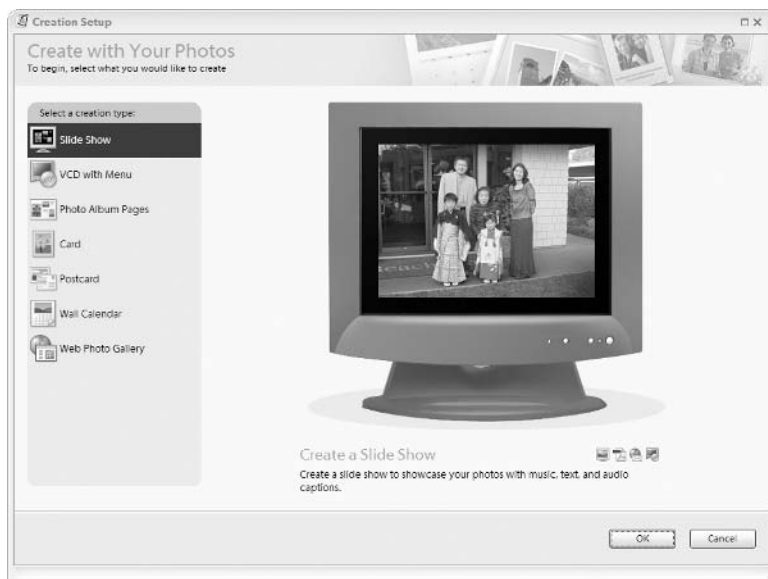 Creation Setup
Create with Your Photos
To begin, select what you would like to create
Select a creation type:
Slide Show
VCD with Menu
Photo Album Pages
Card
Postcard
Wall Calendar
Web Photo Gallery
each
Create a Slide Show
Create a slide show to showcase your photos with music, text, and audio
captions.
OK
Cancel